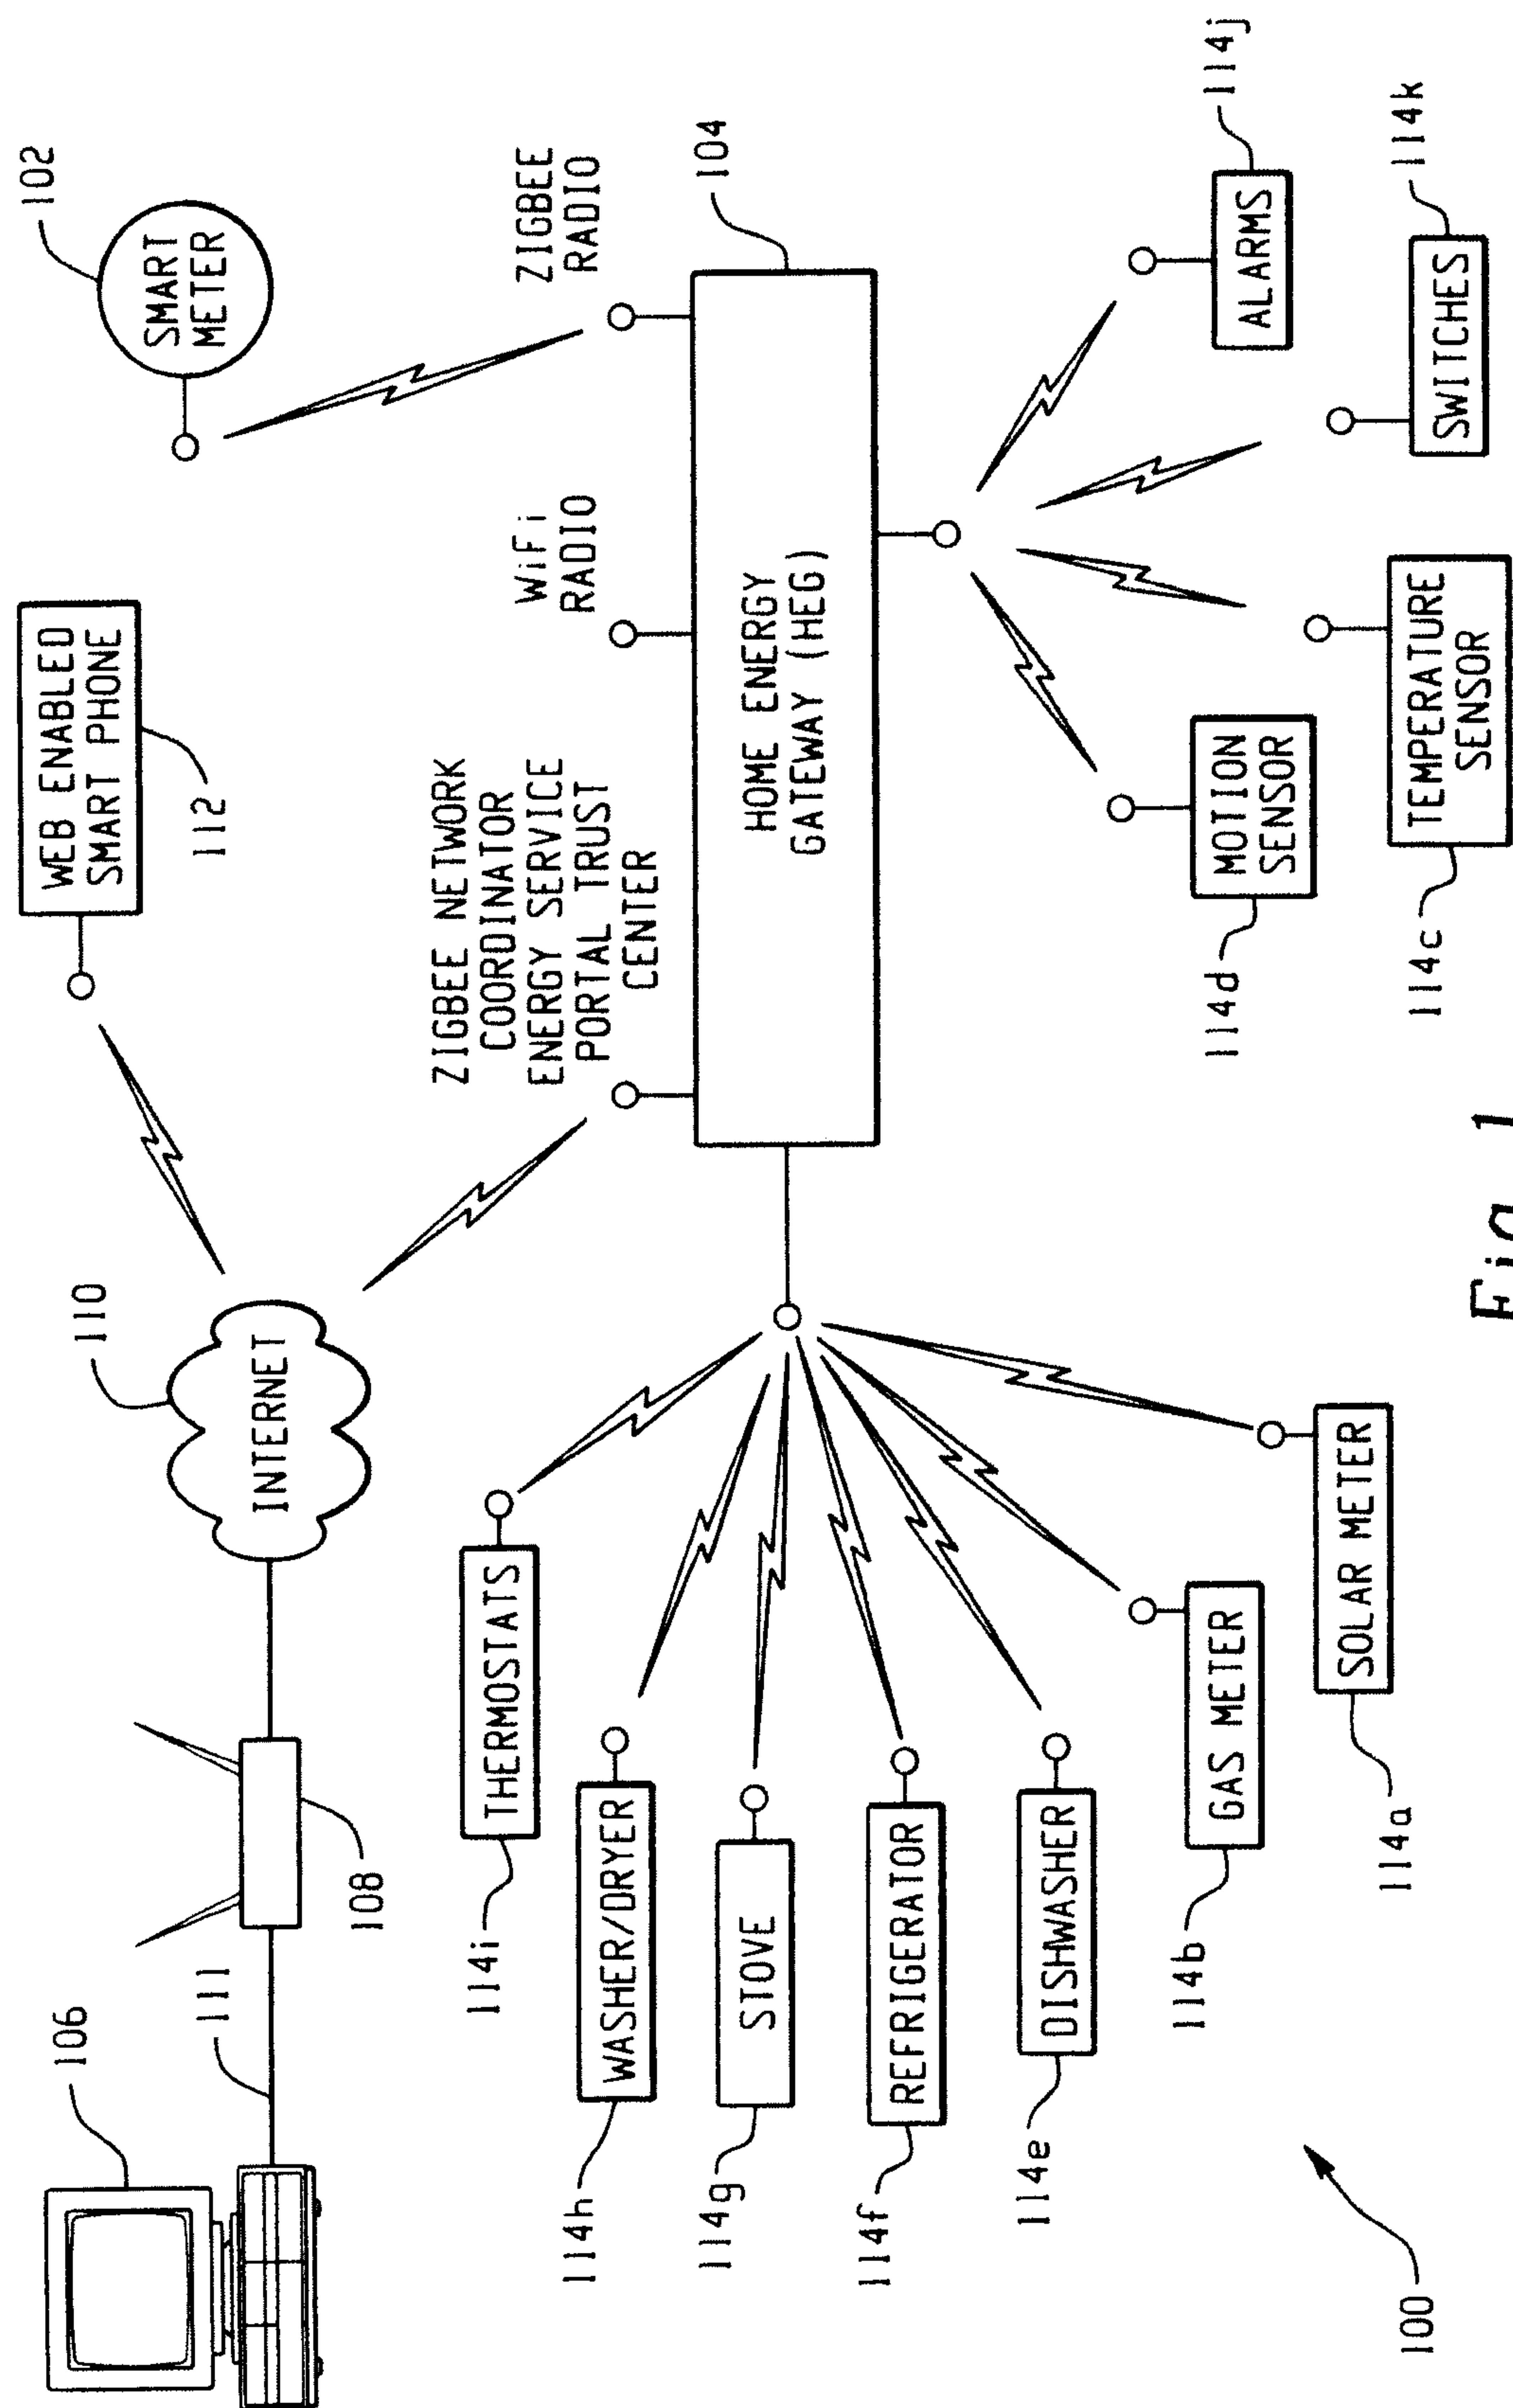 106
111
108
110
INTERNET
WEB ENABLED
SMART PHONE
112
102
SMART
METER
ZIGBEE NETWORK
COORDINATOR
ENERGY SERVICE
PORTAL TRUST
CENTER
WiFi
RADIO
ZIGBEE
RADIO
104
HOME ENERGY
GATEWAY (HEG)
114i
THERMOSTATS
114h
WASHER/DRYER
114g
STOVE
114f
REFRIGERATOR
114e
DISHWASHER
114b
GAS METER
114a
SOLAR METER
114d
MOTION
SENSOR
114c
TEMPERATURE
SENSOR
114j
ALARMS
114k
SWITCHES
100
Fig. 1